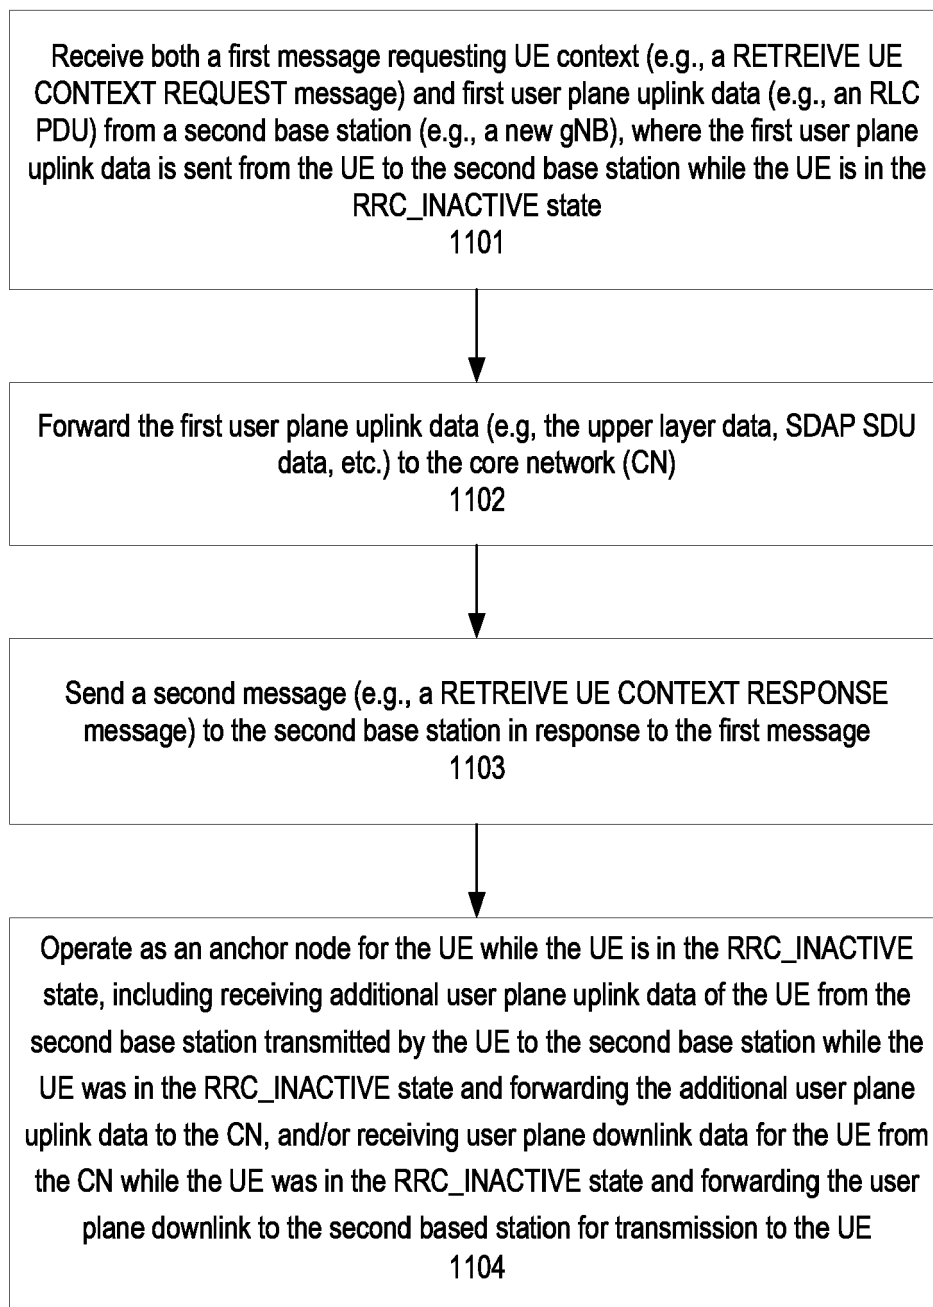 Receive both a first message requesting UE context (e.g., a RETREIVE UE
CONTEXT REQUEST message) and first user plane uplink data (e.g., an RLC
PDU) from a second base station (e.g., a new gNB), where the first user plane
uplink data is sent from the UE to the second base station while the UE is in the
RRC_INACTIVE state
1101
Forward the first user plane uplink data (e.g, the upper layer data, SDAP SDU
data, etc.) to the core network (CN)
1102
Send a second message (e.g., a RETREIVE UE CONTEXT RESPONSE
message) to the second base station in response to the first message
1103
Operate as an anchor node for the UE while the UE is in the RRC_INACTIVE
state, including receiving additional user plane uplink data of the UE from the
second base station transmitted by the UE to the second base station while the
UE was in the RRC_INACTIVE state and forwarding the additional user plane
uplink data to the CN, and/or receiving user plane downlink data for the UE from
the CN while the UE was in the RRC_INACTIVE state and forwarding the user
plane downlink to the second based station for transmission to the UE
1104